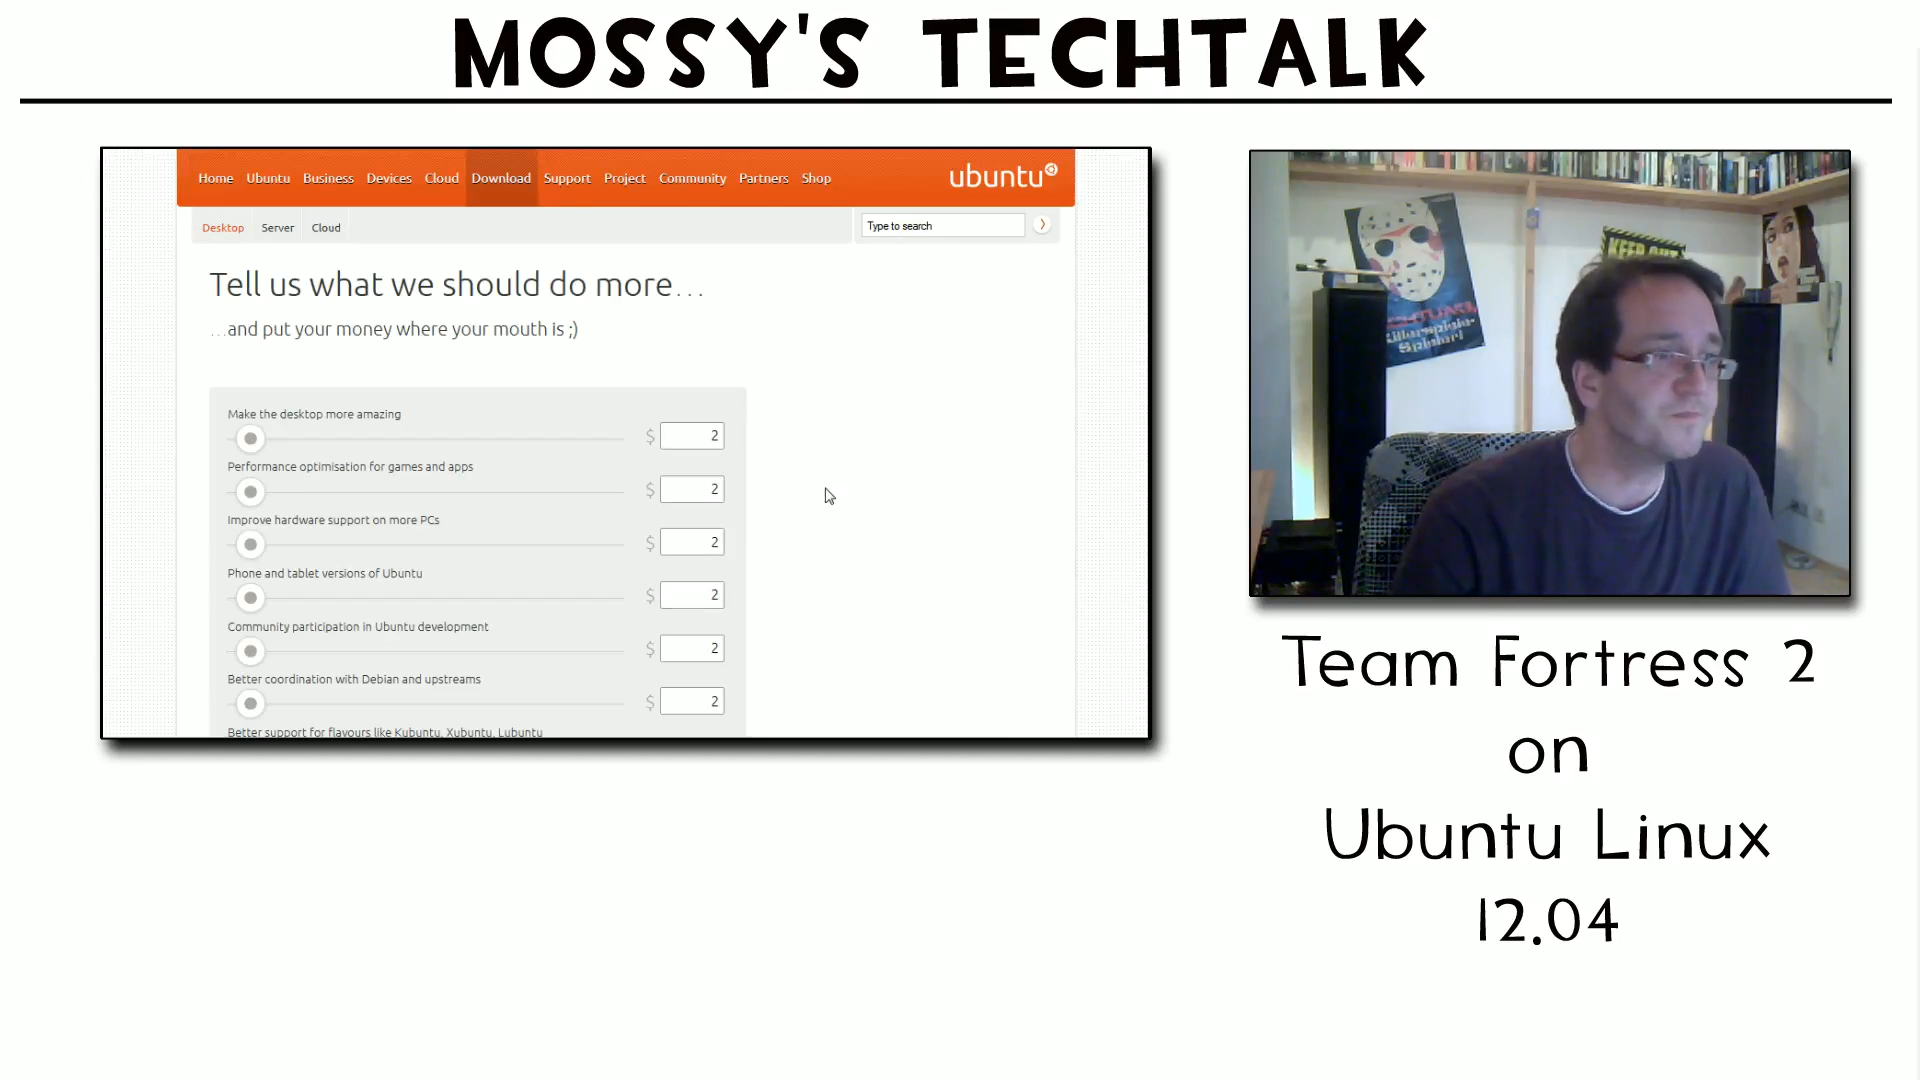 MOSSY'S TECHTALK
Home Ubuntu Business Devices Cloud Download Support Project Community Partners Shop
ubuntu
Desktop Server Cloud
Type to search
Tell us what we should do more...
...and put your money where your mouth is ;)
Make the desktop more amazing
$ 2
Performance optimisation for games and apps
$ 2
Improve hardware support on more PCs
$ 2
Phone and tablet versions of Ubuntu
$ 2
Community participation in Ubuntu development
$ 2
Better coordination with Debian and upstreams
$ 2
Better support for flavours like Kubuntu, Xubuntu, Lubuntu
KEEP OUT
Killerspiele-
Spieler!
Team Fortress 2
on
Ubuntu Linux
12.04